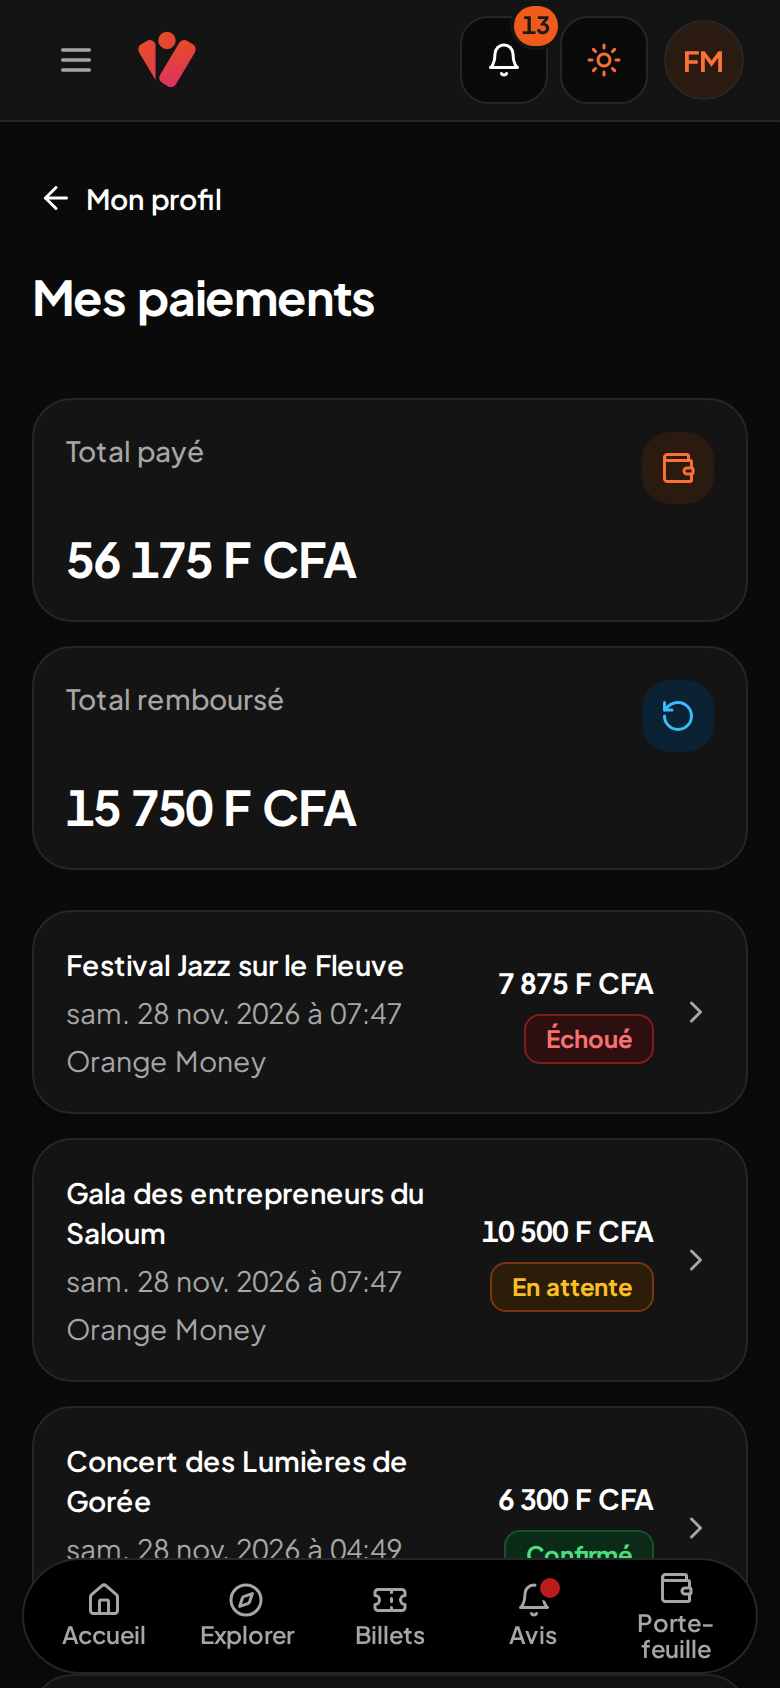 13
FM
Mon profil
Mes paiements
Total payé
56 175 F CFA
Total remboursé
15 750 F CFA
Festival Jazz sur le Fleuve
7 875 F CFA
sam. 28 nov. 2026 à 07:47
Échoué
Orange Money
Gala des entrepreneurs du
Saloum
10 500 F CFA
sam. 28 nov. 2026 à 07:47
En attente
Orange Money
Concert des Lumières de
Gorée
6 300 F CFA
sam. 28 nov. 2026 à 04:49
Confirmé
Accueil
Explorer
Billets
Avis
Porte-
feuille